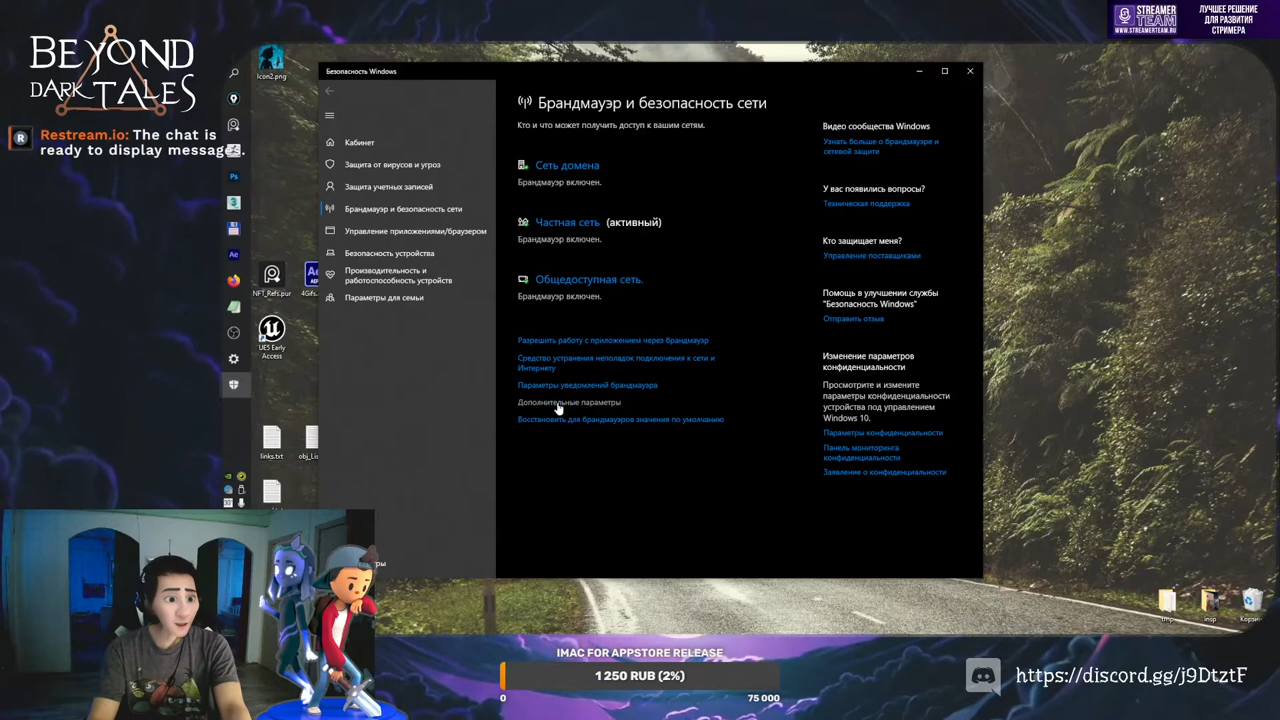 BEYOND
DARK TALES
Restream.io: The chat is
ready to display message
STREAMER
TEAM
WWW.STREAMERTEAM.RU
ЛУЧШЕЕ РЕШЕНИЕ
ДЛЯ РАЗВИТИЯ
СТРИМЕРА
Icon2.png
NFT_Refs.pur
4Gifs.
UE5 Early
Access
links.txt
obj_Lis
Безопасность Windows
Кабинет
Защита от вирусов и угроз
Защита учетных записей
Брандмауэр и безопасность сети
Управление приложениями/браузером
Безопасность устройства
Производительность и
работоспособность устройств
Параметры для семьи
ры
Брандмауэр и безопасность сети
Кто и что может получить доступ к вашим сетям.
Сеть домена
Брандмауэр включен.
Частная сеть (активный)
Брандмауэр включен.
Общедоступная сеть.
Брандмауэр включен.
Разрешить работу с приложением через брандмауэр
Средство устранения неполадок подключения к сети и
Интернету
Параметры уведомлений брандмауэра
Дополнительные параметры
Восстановить для брандмауэров значения по умолчанию
Видео сообщества Windows
Узнать больше о брандмауэре и
сетевой защите
У вас появились вопросы?
Техническая поддержка
Кто защищает меня?
Управление поставщиками
Помощь в улучшении службы
"Безопасность Windows"
Отправить отзыв
Изменение параметров
конфиденциальности
Просмотрите и измените
параметры конфиденциальности
устройства под управлением
Windows 10.
Параметры конфиденциальности
Панель мониторинга
конфиденциальности
Заявление о конфиденциальности
insp
Корзин
IMAC FOR APPSTORE RELEASE
1 250 RUB (2%)
0
75 000
https://discord.gg/j9DtztF